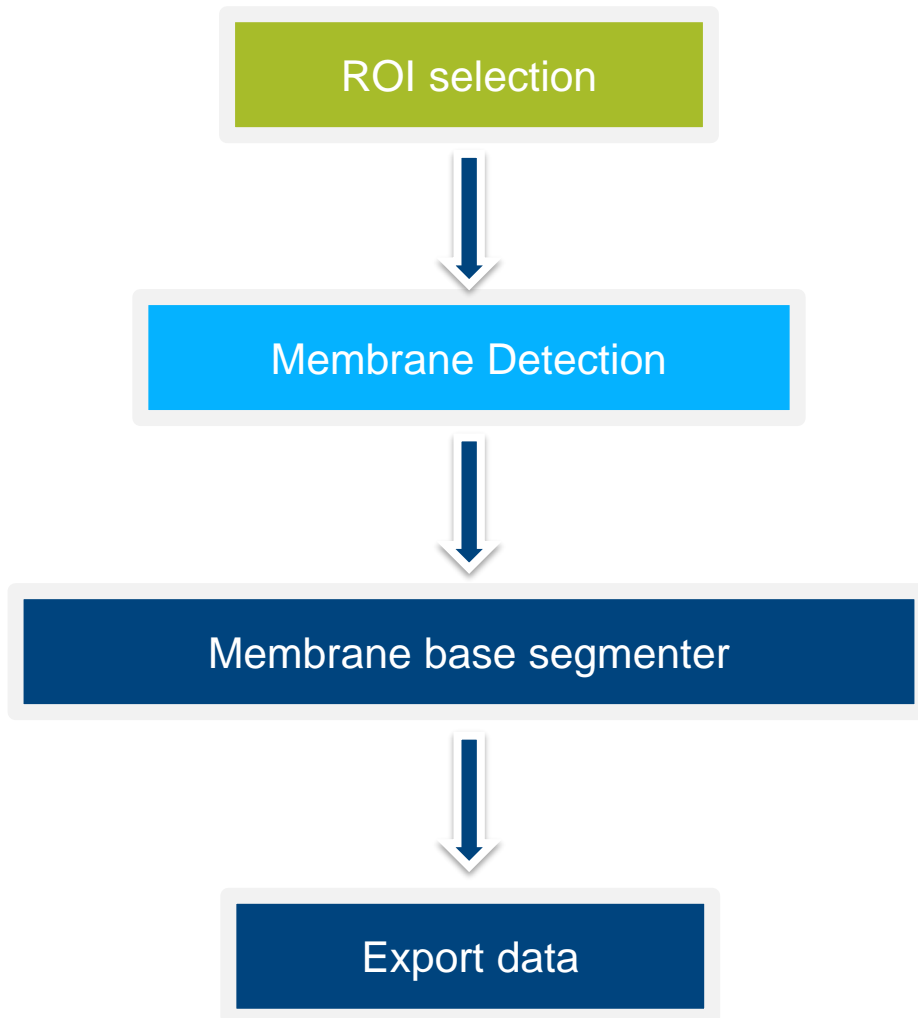 ROI selection
Membrane Detection
Membrane base segmenter
Export data